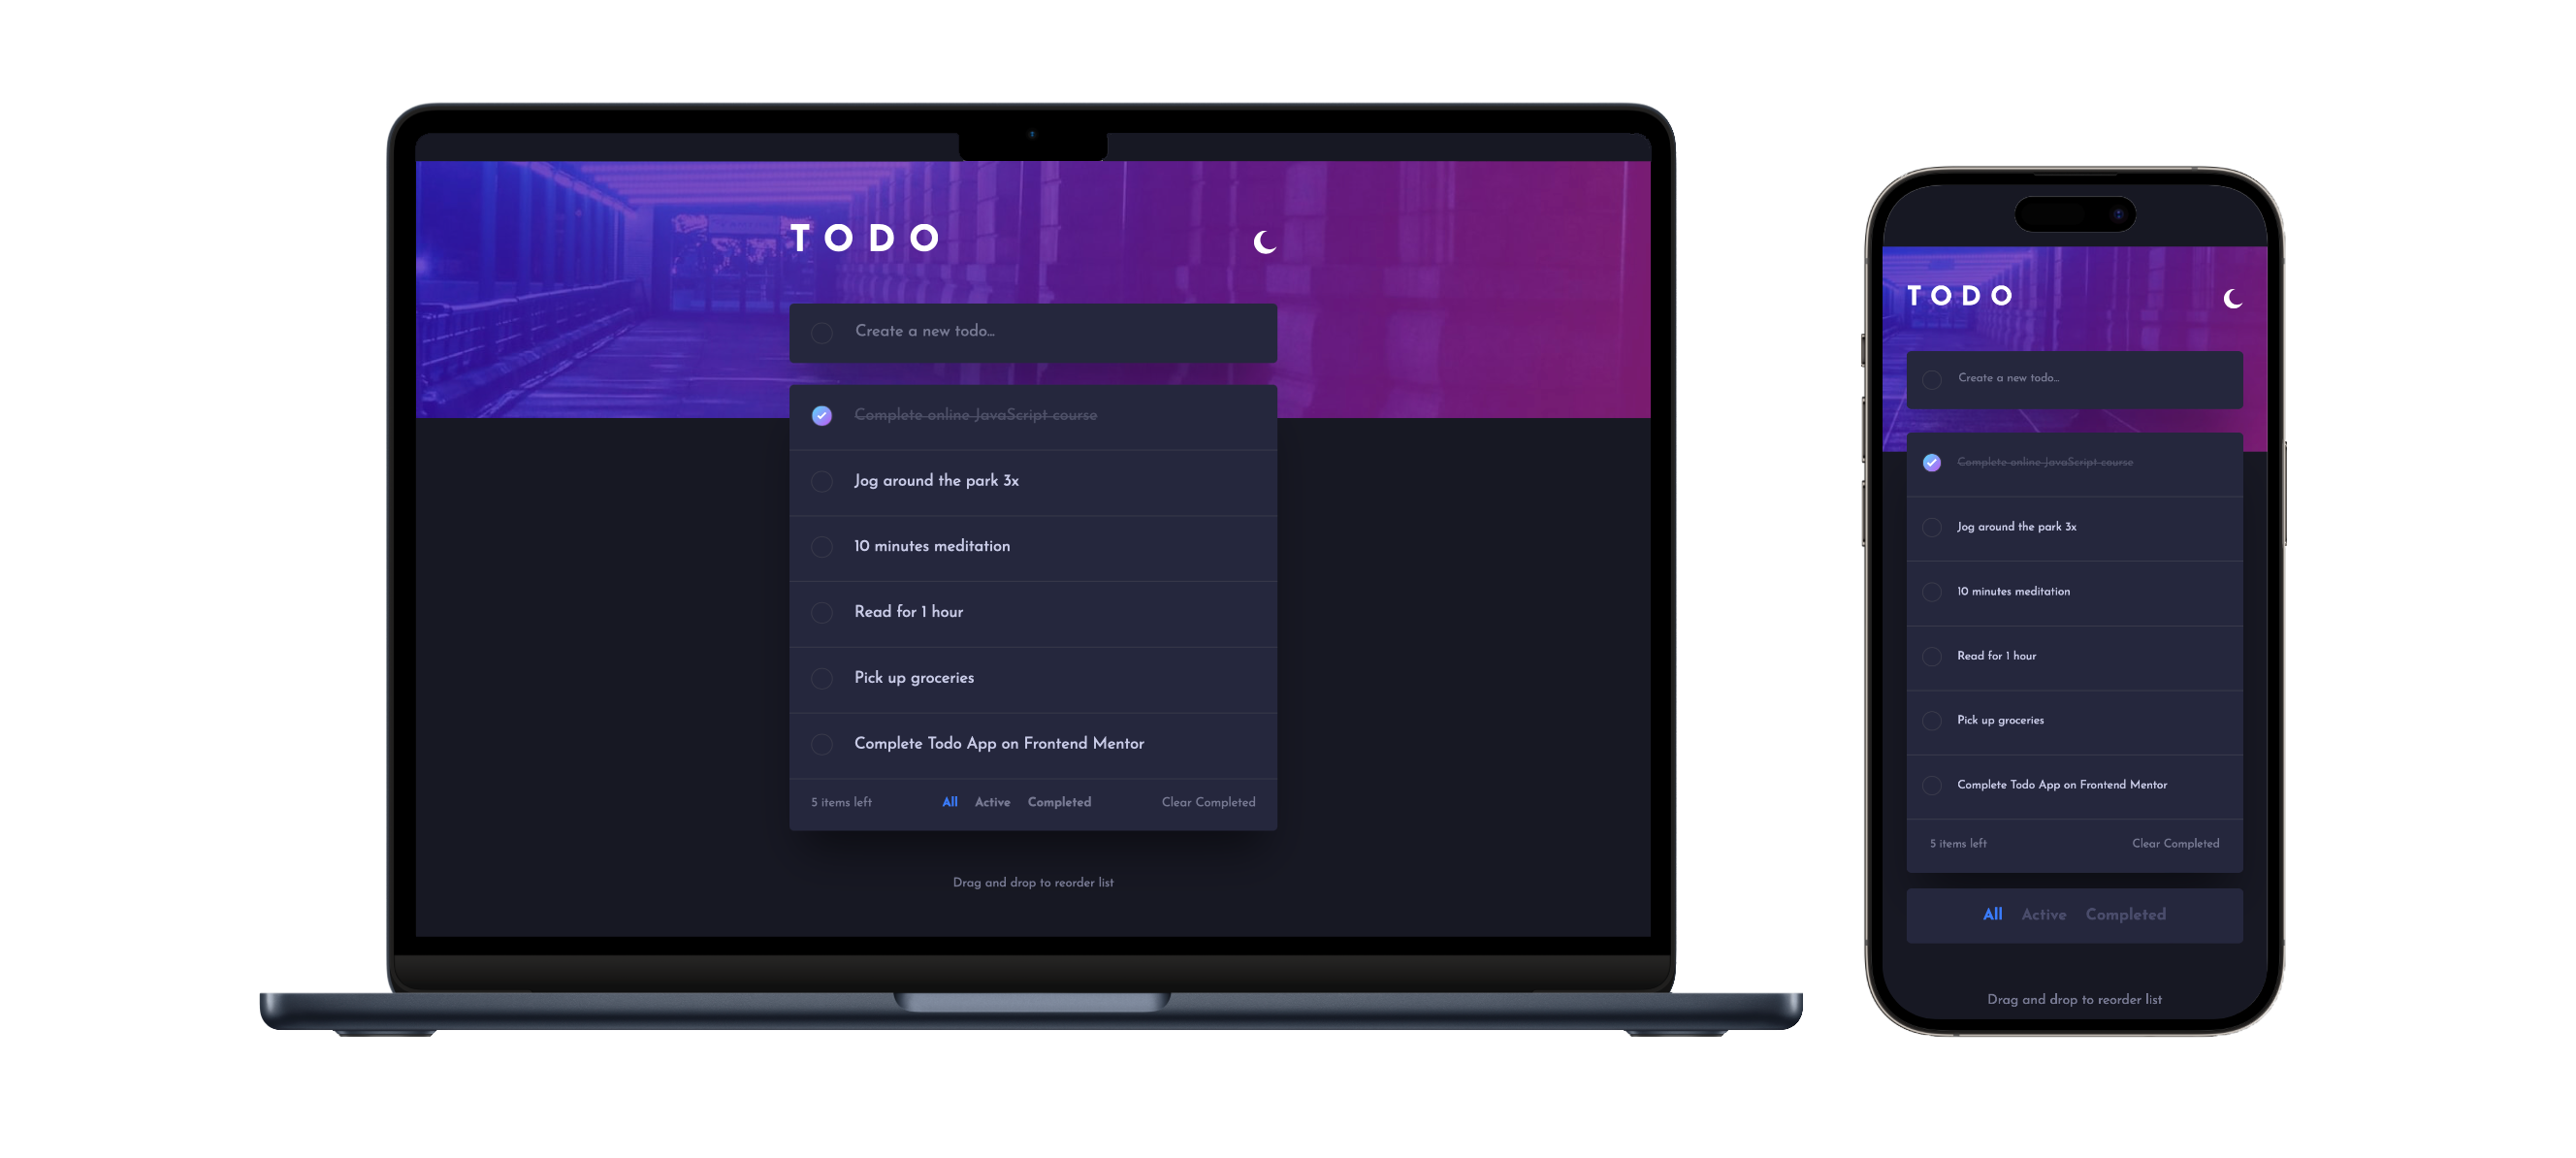 TODO
Create a new todo...
Complete online JavaScript course
Jog around the park 3x
10 minutes meditation
Read for 1 hour
Pick up groceries
Complete Todo App on Frontend Mentor
5 items left All Active Completed Clear Completed
Drag and drop to reorder list
TODO
Create a new todo...
Complete online JavaScript course
Jog around the park 3x
10 minutes meditation
Read for 1 hour
Pick up groceries
Complete Todo App on Frontend Mentor
5 items left Clear Completed
All Active Completed
Drag and drop to reorder list